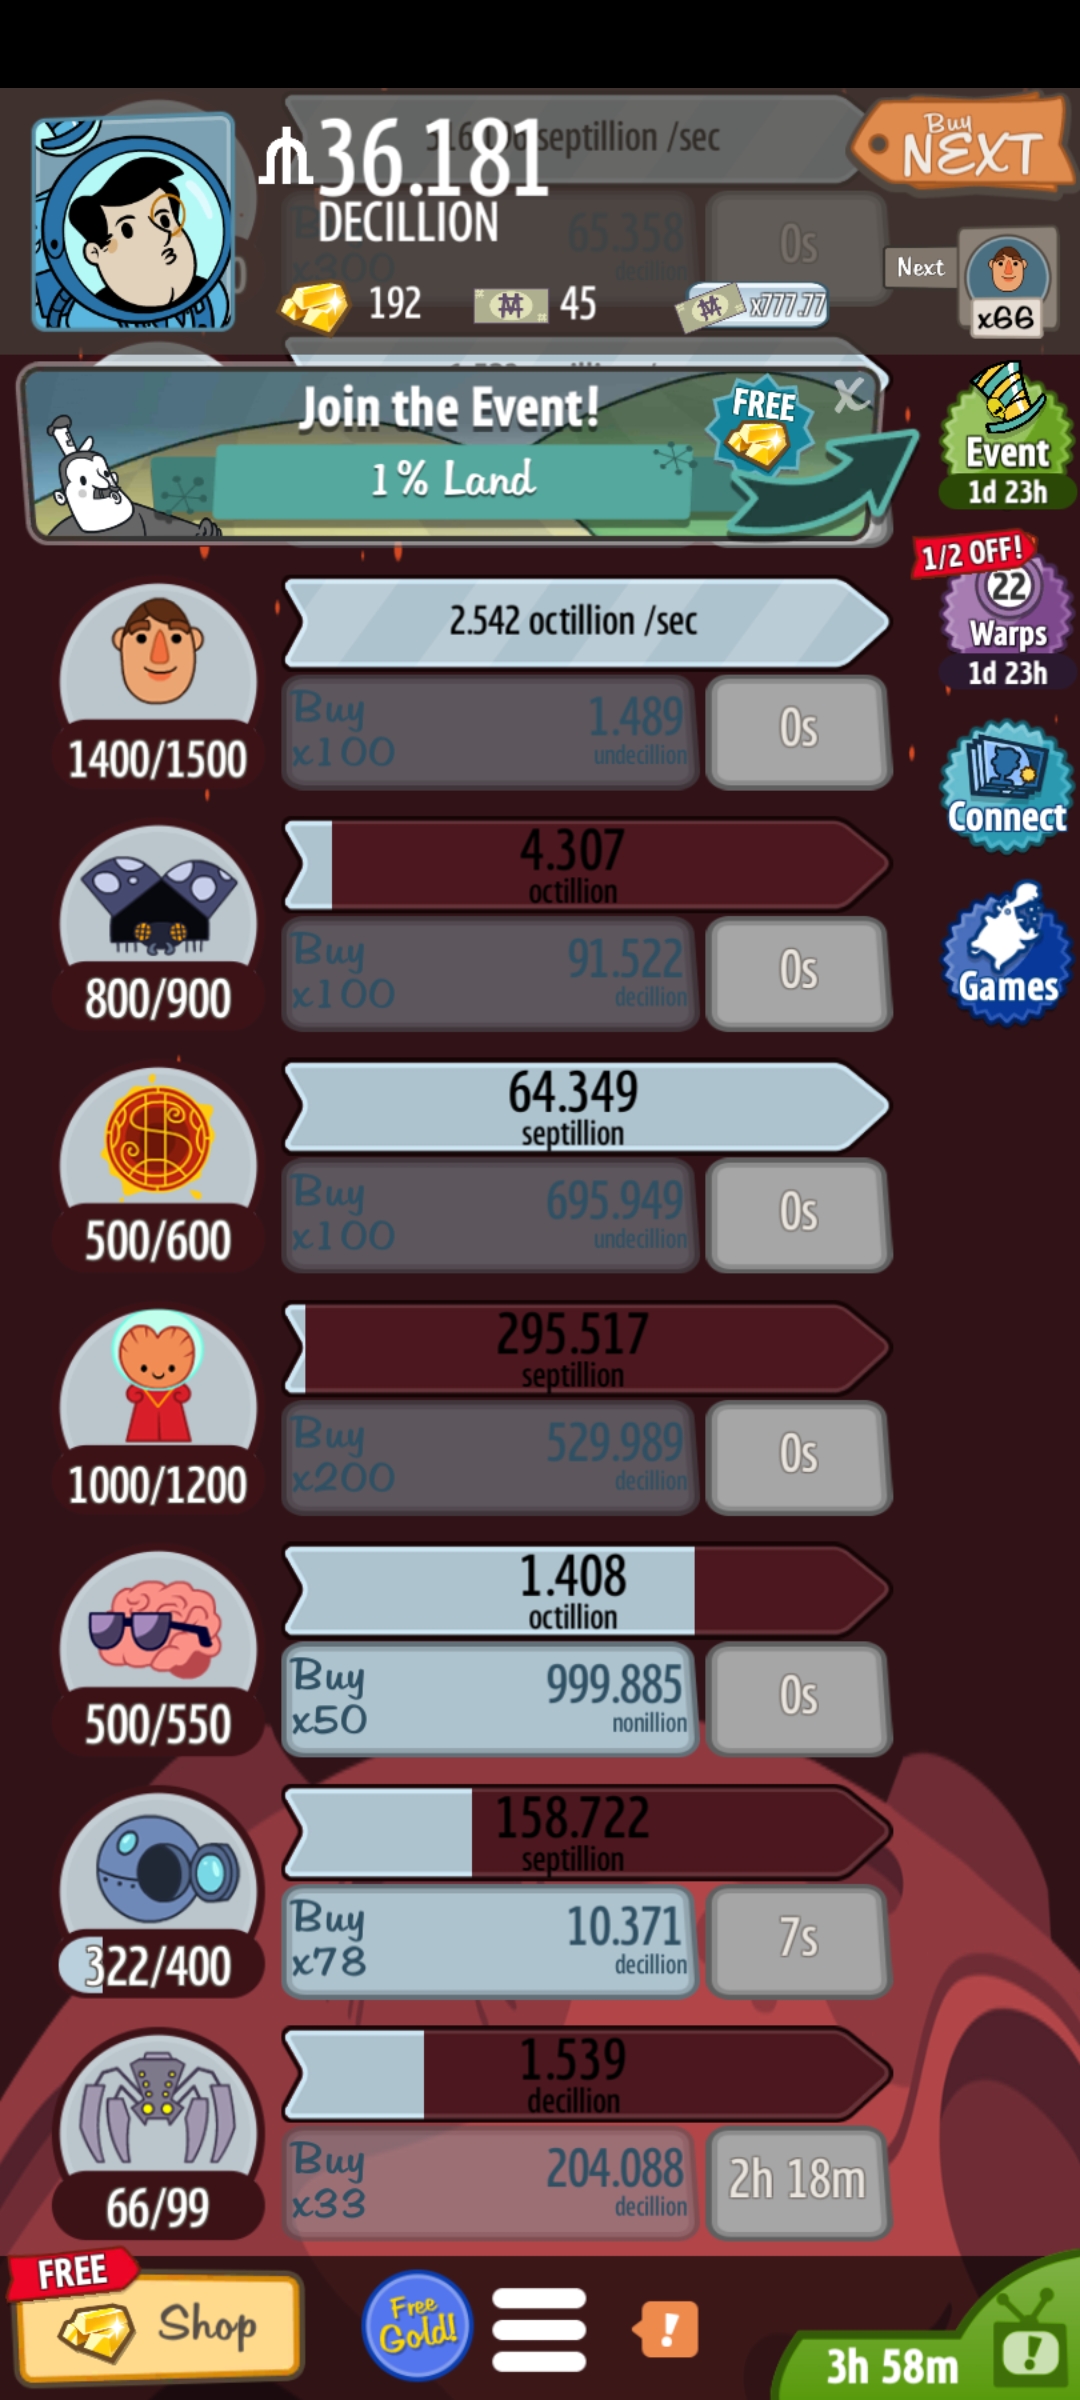 516.136 septillion /sec
36.181
DECILLION
Buy
NEXT
Buy
x300
65.358
decillion
0s
192
45
x777.77
Next
x66
Join the Event!
FREE
X
1% Land
Event
1d 23h
1/2 OFF!
22
Warps
1d 23h
Connect
Games
2.542 octillion /sec
Buy
x100
1.489
undecillion
0s
1400/1500
4.307
octillion
Buy
x100
91.522
decillion
0s
800/900
64.349
septillion
Buy
x100
695.949
undecillion
0s
500/600
295.517
septillion
Buy
x200
529.989
decillion
0s
1000/1200
1.408
octillion
Buy
x50
999.885
nonillion
0s
500/550
158.722
septillion
Buy
x78
10.371
decillion
7s
322/400
1.539
decillion
Buy
x33
204.088
decillion
2h 18m
66/99
FREE
Shop
Free
Gold!
!
3h 58m
!